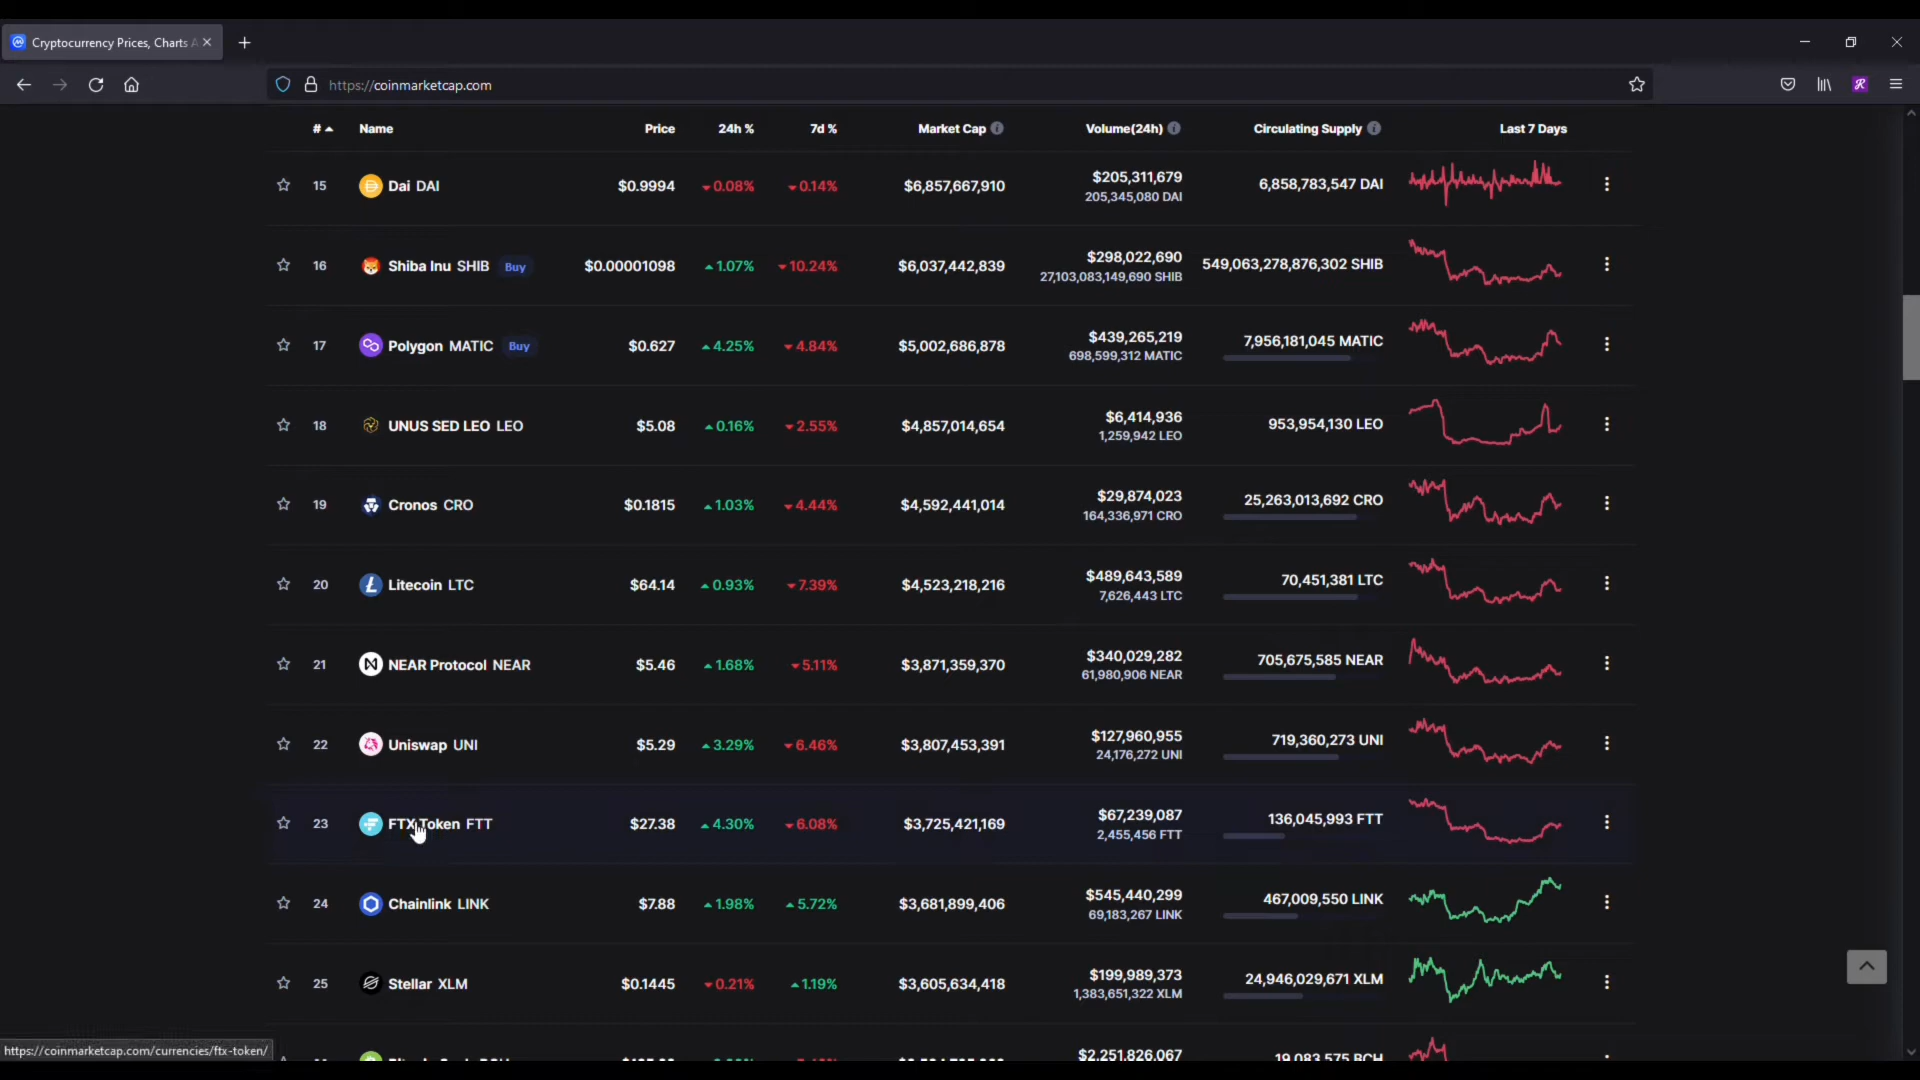 Cryptocurrency Prices, Charts A
https://coinmarketcap.com
# Name Price 24h % 7d % Market Cap Volume(24h) Circulating Supply Last 7 Days
15 Dai DAI $0.9994 0.08% 0.14% $6,857,667,910 $205,311,679 6,858,783,547 DAI
205,345,080 DAI
16 Shiba Inu SHIB Buy $0.00001098 1.07% 10.24% $6,037,442,839 $298,022,690 549,063,278,876,302 SHIB
27,103,083,149,690 SHIB
17 Polygon MATIC Buy $0.627 4.25% 4.84% $5,002,686,878 $439,265,219 7,956,181,045 MATIC
698,599,312 MATIC
18 UNUS SED LEO LEO $5.08 0.16% 2.55% $4,857,014,654 $6,414,936 953,954,130 LEO
1,259,942 LEO
19 Cronos CRO $0.1815 1.03% 4.44% $4,592,441,014 $29,874,023 25,263,013,692 CRO
164,336,971 CRO
20 Litecoin LTC $64.14 0.93% 7.39% $4,523,218,216 $489,643,589 70,451,381 LTC
7,626,443 LTC
21 NEAR Protocol NEAR $5.46 1.68% 5.11% $3,871,359,370 $340,029,282 705,675,585 NEAR
61,980,906 NEAR
22 Uniswap UNI $5.29 3.29% 6.46% $3,807,453,391 $127,960,955 719,360,273 UNI
24,176,272 UNI
23 FTX Token FTT $27.38 4.30% 6.08% $3,725,421,169 $67,239,087 136,045,993 FTT
2,455,456 FTT
24 Chainlink LINK $7.88 1.98% 5.72% $3,681,899,406 $545,440,299 467,009,550 LINK
69,183,267 LINK
25 Stellar XLM $0.1445 0.21% 1.19% $3,605,634,418 $199,989,373 24,946,029,671 XLM
1,383,651,322 XLM
$2,251,826,067 19,083,575 BCH
https://coinmarketcap.com/currencies/ftx-token/